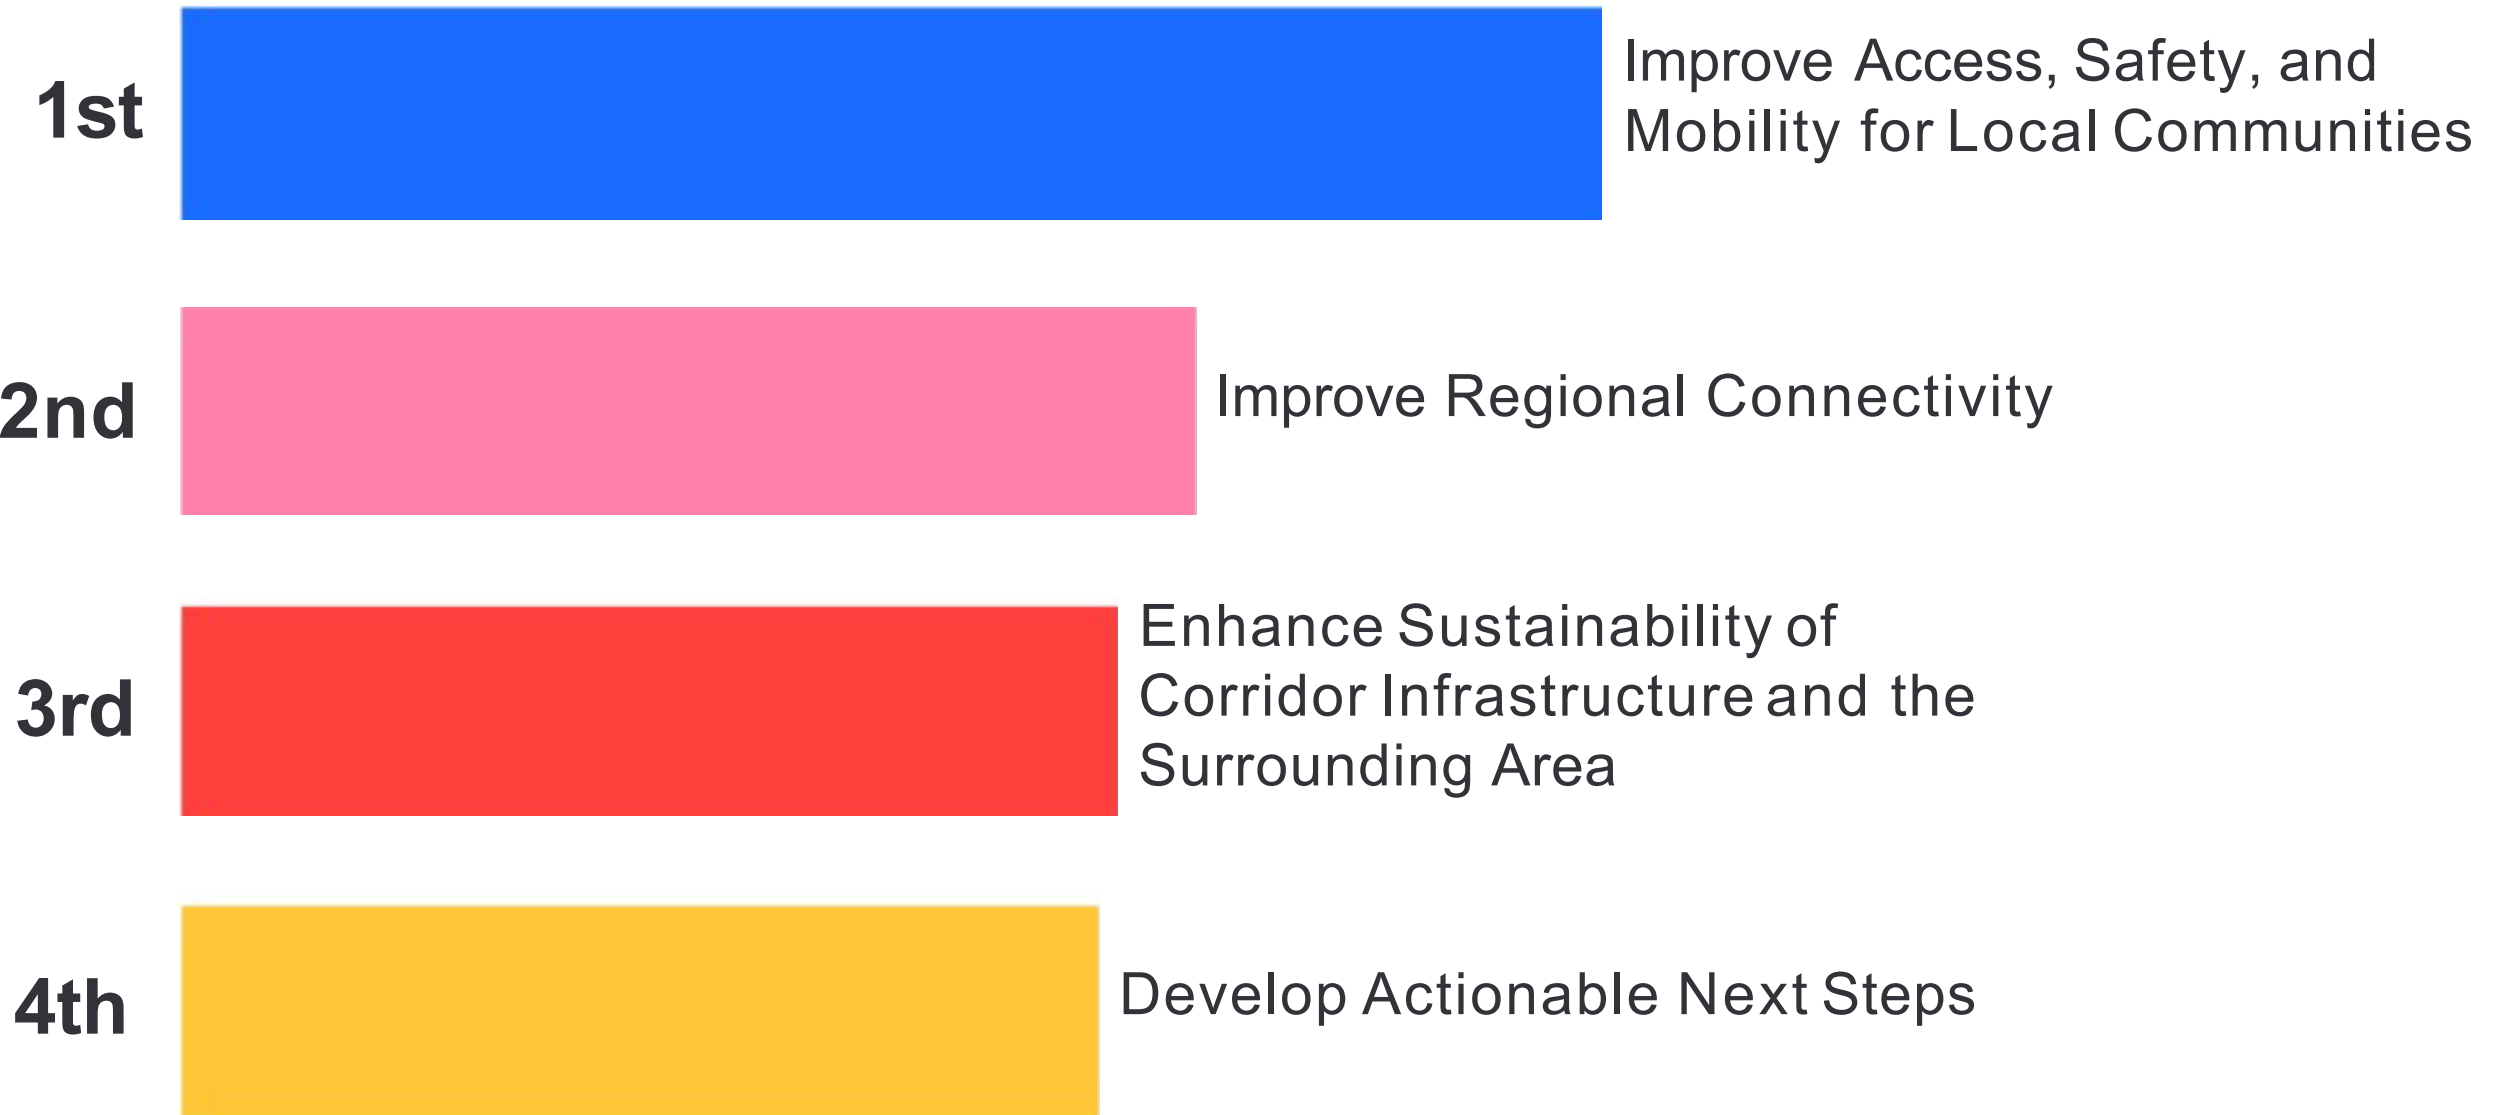 1st
Improve Access, Safety, and
Mobility for Local Communities
2nd
Improve Regional Connectivity
3rd
Enhance Sustainability of
Corridor Infrastructure and the
Surrounding Area
4th
Develop Actionable Next Steps